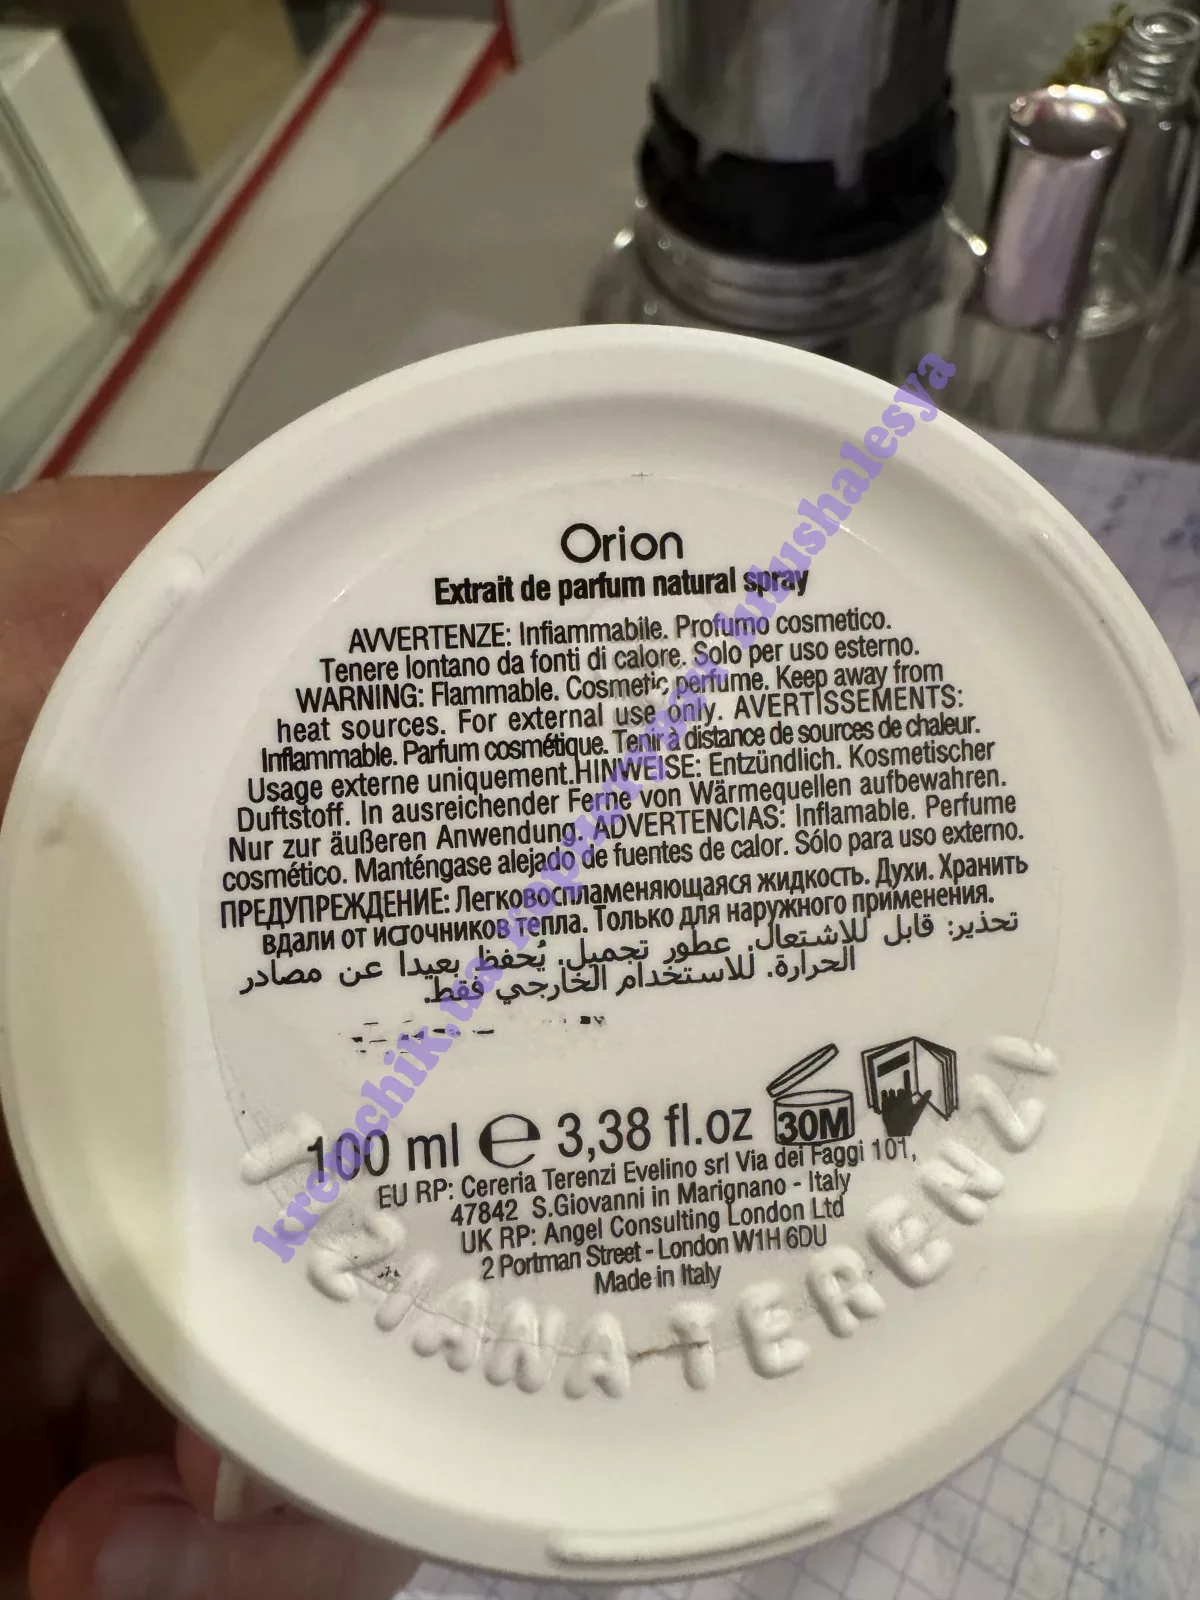 Orion
Extrait de parfum natural spray
AVVERTENZE: Infiammabile. Profumo cosmetico.
Tenere lontano da fonti di calore. Solo per uso esterno.
WARNING: Flammable. Cosmetic perfume. Keep away from
heat sources. For external use only. AVERTISSEMENTS:
Inflammable. Parfum cosmétique. Tenir à distance de sources de chaleur.
Usage externe uniquement.HINWEISE: Entzündlich. Kosmetischer
Duftstoff. In ausreichender Ferne von Wärmequellen aufbewahren.
Nur zur äußeren Anwendung. ADVERTENCIAS: Inflamable. Perfume
cosmético. Manténgase alejado de fuentes de calor. Sólo para uso externo.
ПРЕДУПРЕЖДЕНИЕ: Легковоспламеняющаяся жидкость. Духи. Хранить
вдали от источников тепла. Только для наружного применения.
تحذير: قابل للاشتعال. عطور تجميل. يُحفظ بعيدا عن مصادر
الحرارة. للاستخدام الخارجي فقط.
100 ml e 3,38 fl.oz 30M
EU RP: Cereria Terenzi Evelino srl Via dei Faggi 101,
47842 S.Giovanni in Marignano - Italy
UK RP: Angel Consulting London Ltd
2 Portman Street - London W1H 6DU
Made in Italy
TIZIANA TERENZI
krenchik.ua копистурки lulushalesya